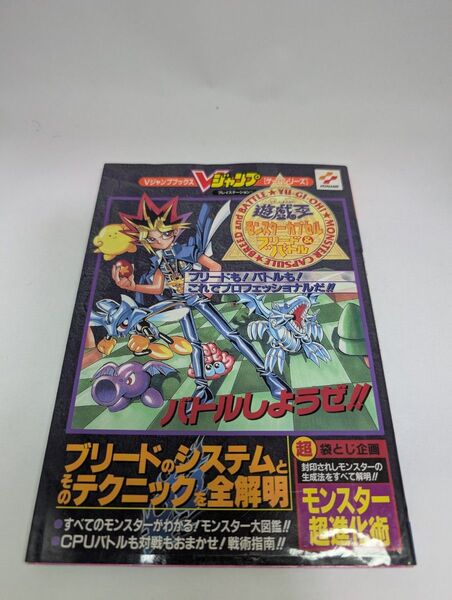 Vジャンプブックス
Vジャンプ
[ゲームシリーズ]
プレイステーション
KONAMI
BREED and BATTLE ★ YU-GI-OH! ★ MONSTER CAPSULE ★
遊戯王
モンスターカプセル
ブリード&バトル
ブリードも!バトルも!
これでプロフェッショナルだ!!
バトルしようぜ!!
ブリードのシステムと
そのテクニックを全解明
超 袋とじ企画
封印されしモンスターの
生成法をすべて解明!!
モンスター
超進化術
●すべてのモンスターがわかる!モンスター大図鑑!!
●CPUバトルも対戦もおまかせ!戦術指南!!